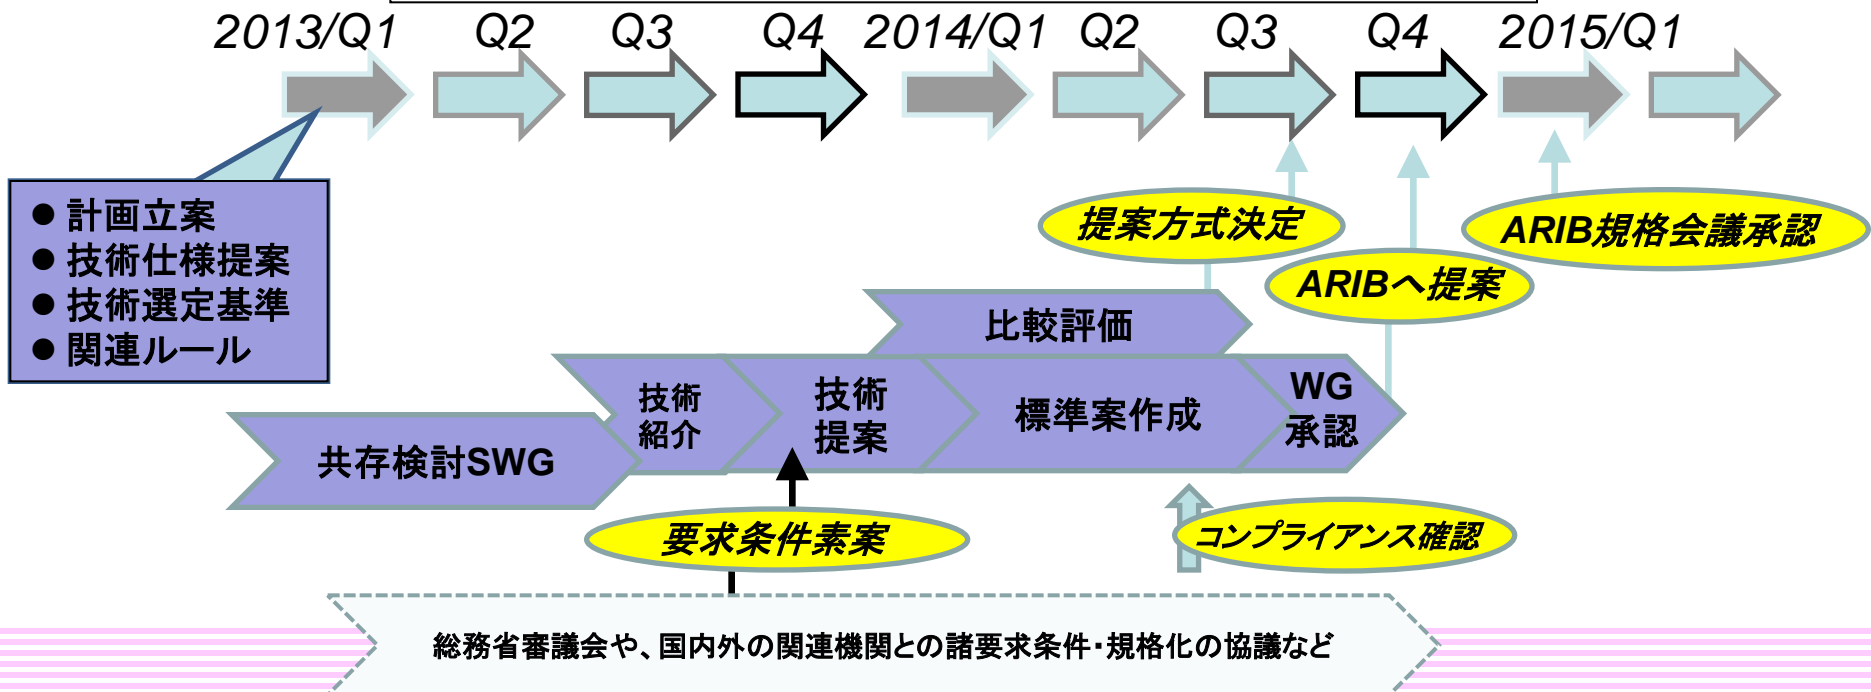 2013/Q1 Q2 Q3 Q4 2014/Q1 Q2 Q3 Q4 2015/Q1
● 計画立案
● 技術仕様提案
● 技術選定基準
● 関連ルール
提案方式決定
ARIB規格会議承認
ARIBへ提案
比較評価
技術
紹介
技術
提案
標準案作成
WG
承認
共存検討SWG
要求条件素案
コンプライアンス確認
総務省審議会や、国内外の関連機関との諸要求条件・規格化の協議など